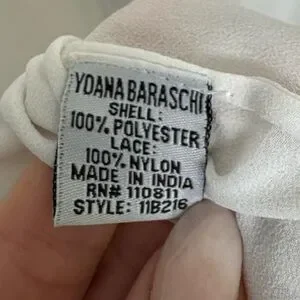 YOANA BARASCHI
SHELL:
100% POLYESTER
LACE:
100% NYLON
MADE IN INDIA
RN# 110811
STYLE: 11B216